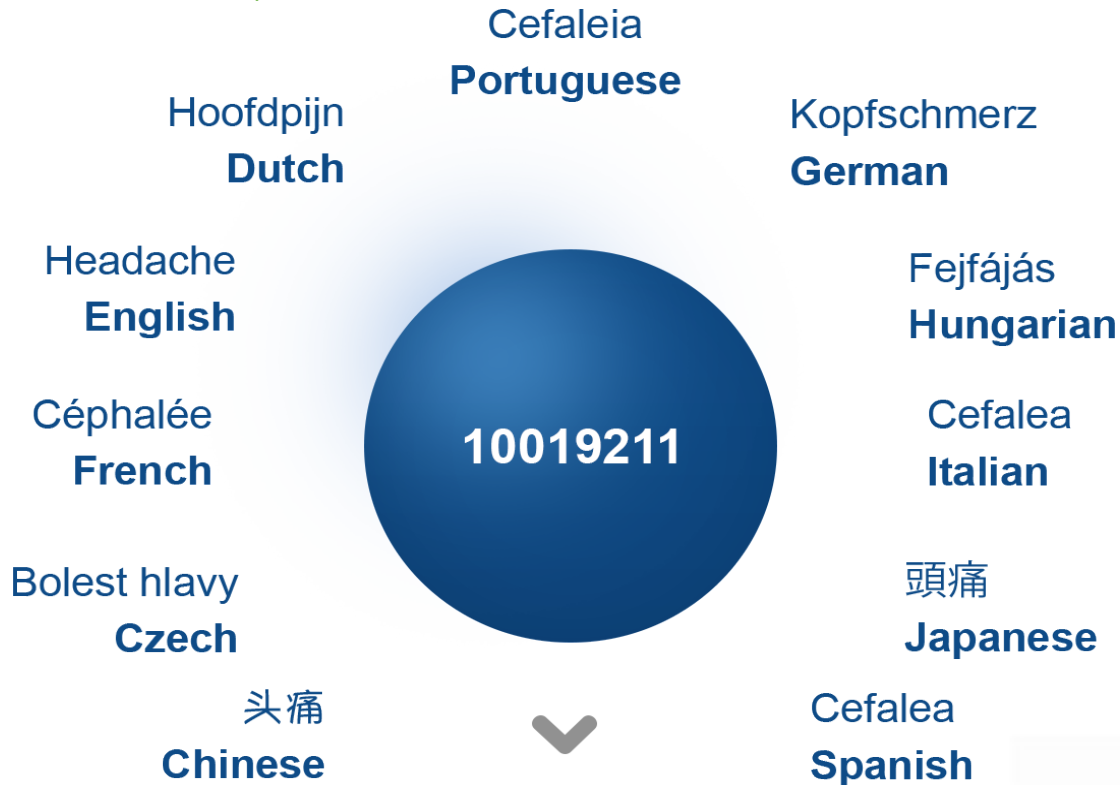 Cefaleia
Portuguese
Hoofdpijn
Dutch
Kopfschmerz
German
Headache
English
Fejfájás
Hungarian
Céphalée
French
10019211
Cefalea
Italian
Bolest hlavy
Czech
頭痛
Japanese
头痛
Chinese
Cefalea
Spanish